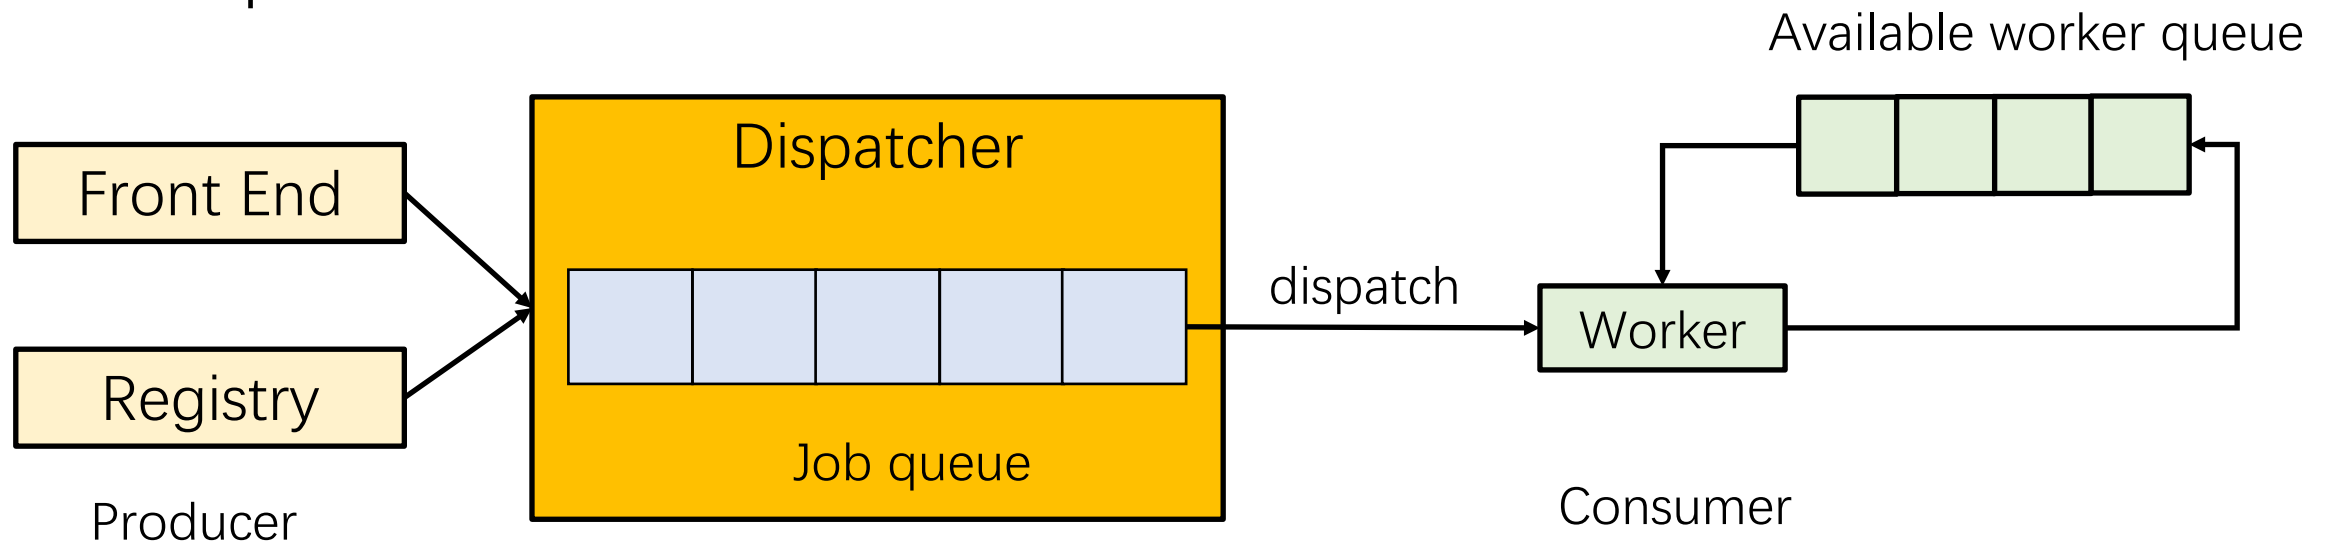 Available worker queue
Dispatcher
Front End
dispatch
Worker
Registry
Job queue
Producer
Consumer